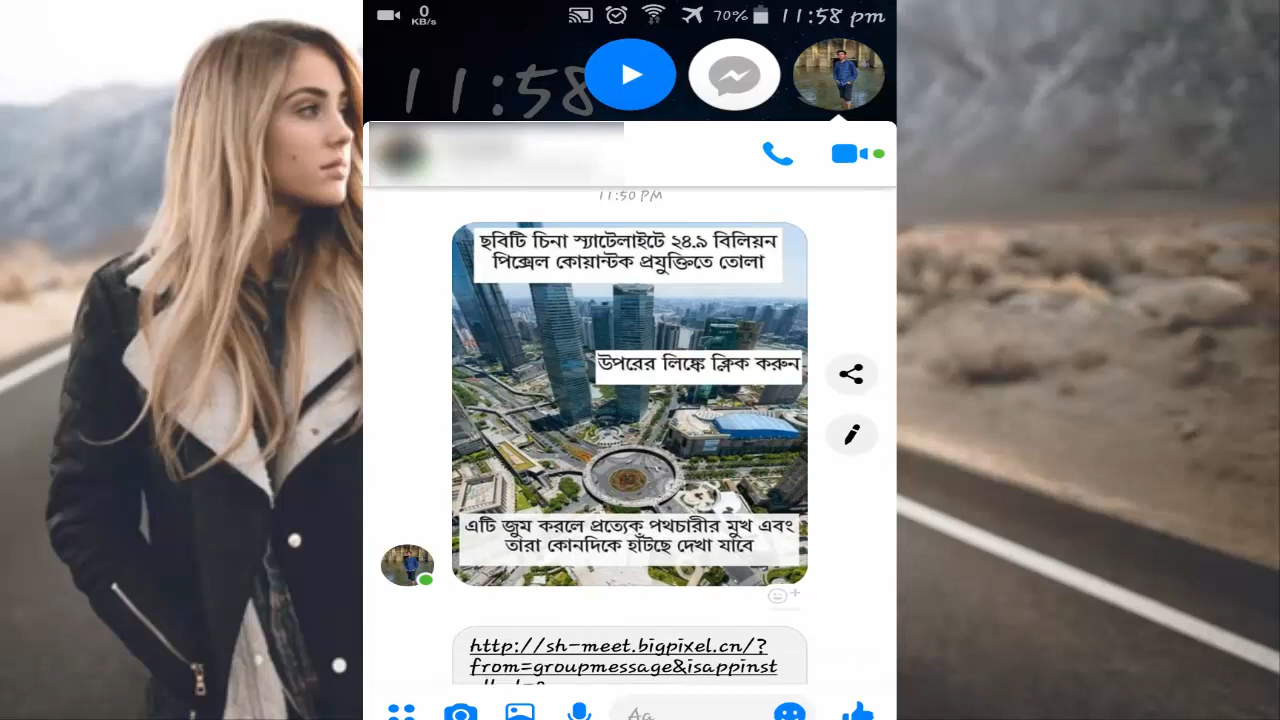 0
KB/s
70%
11:58 pm
11:58
11:50 PM
ছবিটি চিনা স্যাটেলাইটে ২৪.৯ বিলিয়ন
পিক্সেল কোয়ান্টক প্রযুক্তিতে তোলা
উপরের লিঙ্কে ক্লিক করুন
এটি জুম করলে প্রত্যেক পথচারীর মুখ এবং
তারা কোনদিকে হাঁটছে দেখা যাবে
http://sh-meet.bigpixel.cn/?
from=groupmessage&isappinst
Aa